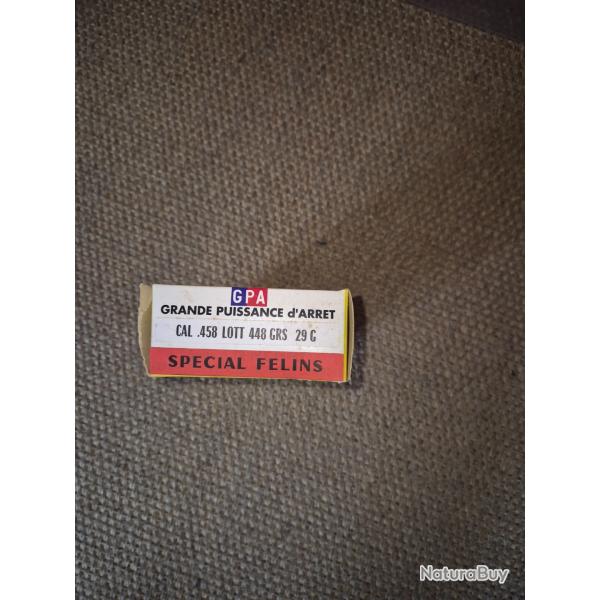 GPA
GRANDE PUISSANCE d'ARRET
CAL .458 LOTT 448 GRS 29 G
SPECIAL FELINS
NaturaBuy